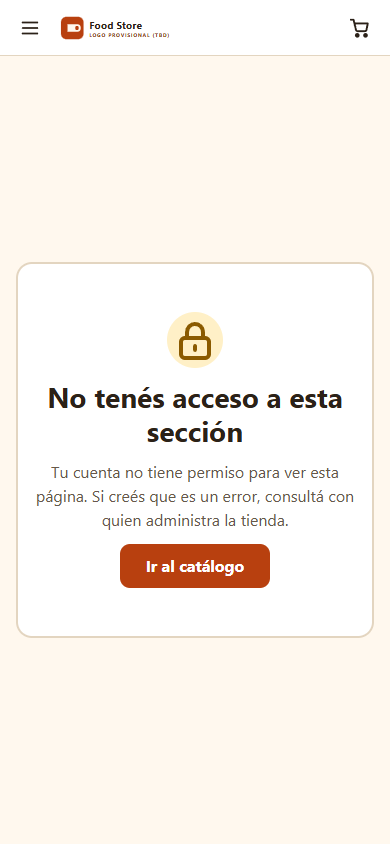 Food Store
LOGO PROVISIONAL (TBD)
No tenés acceso a esta
sección
Tu cuenta no tiene permiso para ver esta
página. Si creés que es un error, consultá con
quien administra la tienda.
Ir al catálogo